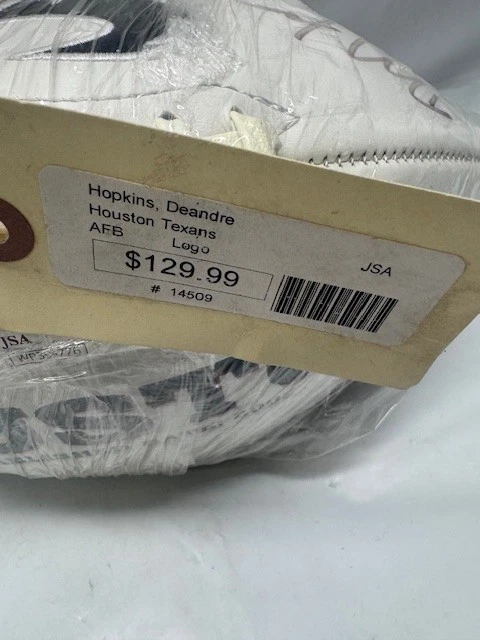 Hopkins, Deandre
Houston Texans
AFB Logo
$129.99
# 14509
JSA
JSA